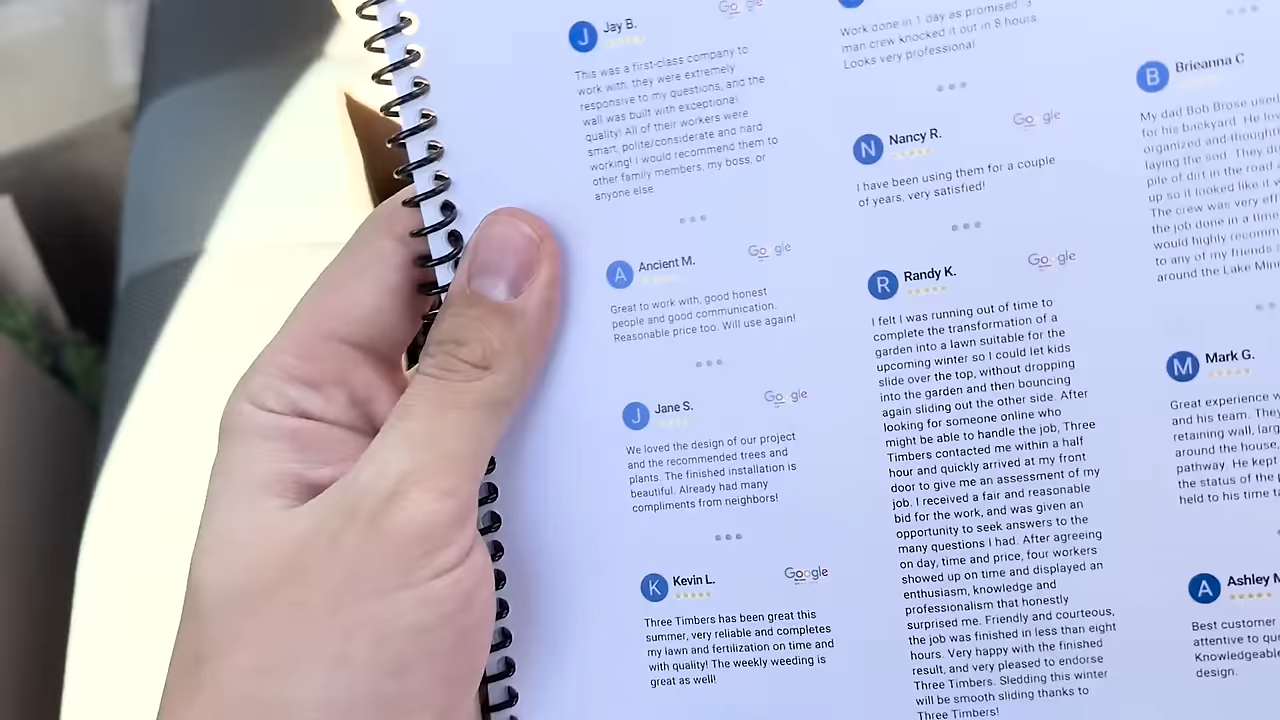 J
Jay B.
Google
This was a first-class company to
work with, they were extremely
responsive to my questions, and the
wall was built with exceptional
quality! All of their workers were
smart, polite/considerate and hard
working! I would recommend them to
other family members, my boss, or
anyone else.
A
Ancient M.
Google
Great to work with, good honest
people and good communication.
Reasonable price too. Will use again!
J
Jane S.
Google
We loved the design of our project
and the recommended trees and
plants. The finished installation is
beautiful. Already had many
compliments from neighbors!
K
Kevin L.
Google
Three Timbers has been great this
summer, very reliable and completes
my lawn and fertilization on time and
with quality! The weekly weeding is
great as well!
Work done in 1 day as promised. 3
man crew knocked it out in 8 hours.
Looks very professional
N
Nancy R.
Google
I have been using them for a couple
of years, very satisfied!
R
Randy K.
Google
I felt I was running out of time to
complete the transformation of a
garden into a lawn suitable for the
upcoming winter so I could let kids
slide over the top, without dropping
into the garden and then bouncing
again sliding out the other side. After
looking for someone online who
might be able to handle the job, Three
Timbers contacted me within a half
hour and quickly arrived at my front
door to give me an assessment of my
job. I received a fair and reasonable
bid for the work, and was given an
opportunity to seek answers to the
many questions I had. After agreeing
on day, time and price, four workers
showed up on time and displayed an
enthusiasm, knowledge and
professionalism that honestly
surprised me. Friendly and courteous,
the job was finished in less than eight
hours. Very happy with the finished
result, and very pleased to endorse
Three Timbers. Sledding this winter
will be smooth sliding thanks to
Three Timbers!
B
Brieanna C
My dad Bob Brose used
for his backyard. He lo
organized and thought
laying the sod. They du
pile of dirt in the road a
up so it looked like it w
The crew was very eff
the job done in a time
would highly recomm
to any of my friends
around the Lake Minn
M
Mark G.
Great experience w
and his team. They
retaining wall, larg
around the house,
pathway. He kept
the status of the p
held to his time ta
A
Ashley M
Best customer
attentive to qu
Knowledgeable
design.